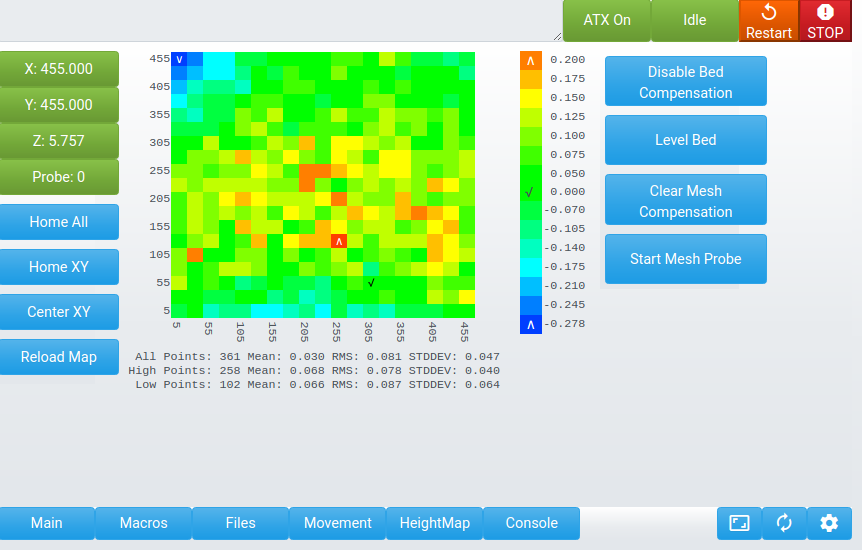 ATX On Idle Restart STOP
X: 455.000
Y: 455.000
Z: 5.757
Probe: 0
Home All
Home XY
Center XY
Reload Map
455
405
355
305
255
205
155
105
55
5
5 55 105 155 205 255 305 355 405 455
0.200
0.175
0.150
0.125
0.100
0.075
0.050
0.000
-0.070
-0.105
-0.140
-0.175
-0.210
-0.245
-0.278
Disable Bed
Compensation
Level Bed
Clear Mesh
Compensation
Start Mesh Probe
All Points: 361 Mean: 0.030 RMS: 0.081 STDDEV: 0.047
High Points: 258 Mean: 0.068 RMS: 0.078 STDDEV: 0.040
Low Points: 102 Mean: 0.066 RMS: 0.087 STDDEV: 0.064
Main Macros Files Movement HeightMap Console